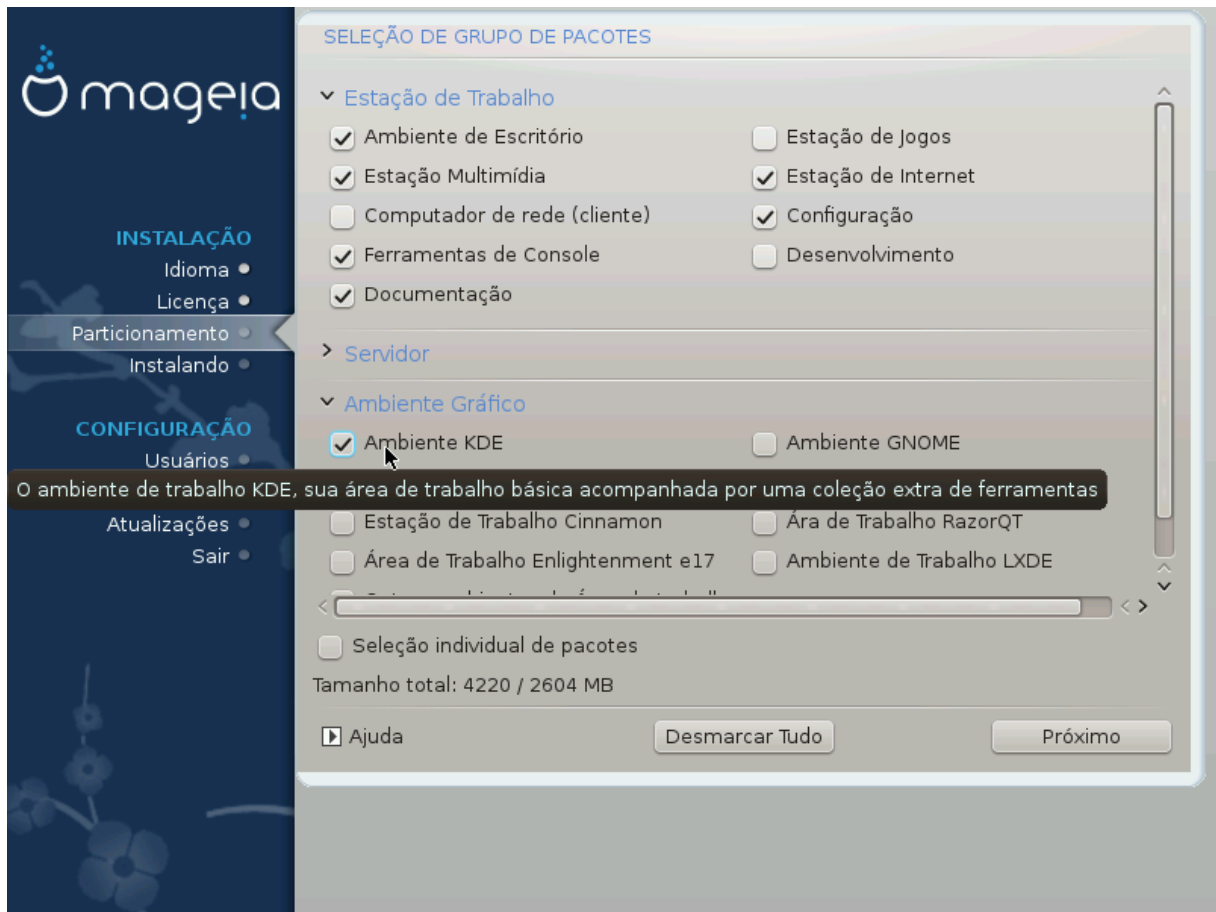 mageia
INSTALAÇÃO
Idioma
Licença
Particionamento
Instalando
CONFIGURAÇÃO
Usuários
Atualizações
Sair
SELEÇÃO DE GRUPO DE PACOTES
Estação de Trabalho
Ambiente de Escritório
Estação de Jogos
Estação Multimídia
Estação de Internet
Computador de rede (cliente)
Configuração
Ferramentas de Console
Desenvolvimento
Documentação
Servidor
Ambiente Gráfico
Ambiente KDE
Ambiente GNOME
O ambiente de trabalho KDE, sua área de trabalho básica acompanhada por uma coleção extra de ferramentas
Estação de Trabalho Cinnamon
Ára de Trabalho RazorQT
Área de Trabalho Enlightenment e17
Ambiente de Trabalho LXDE
Seleção individual de pacotes
Tamanho total: 4220 / 2604 MB
Ajuda
Desmarcar Tudo
Próximo